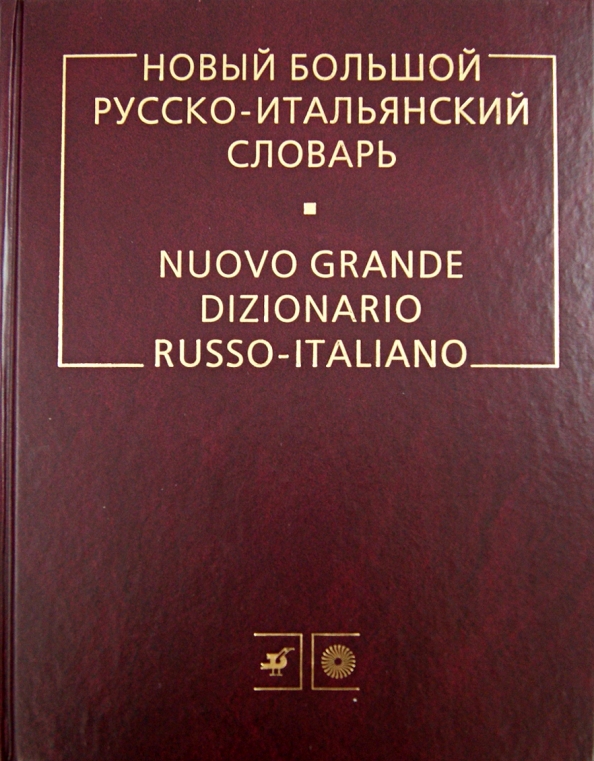 НОВЫЙ БОЛЬШОЙ
РУССКО-ИТАЛЬЯНСКИЙ
СЛОВАРЬ
NUOVO GRANDE
DIZIONARIO
RUSSO-ITALIANO